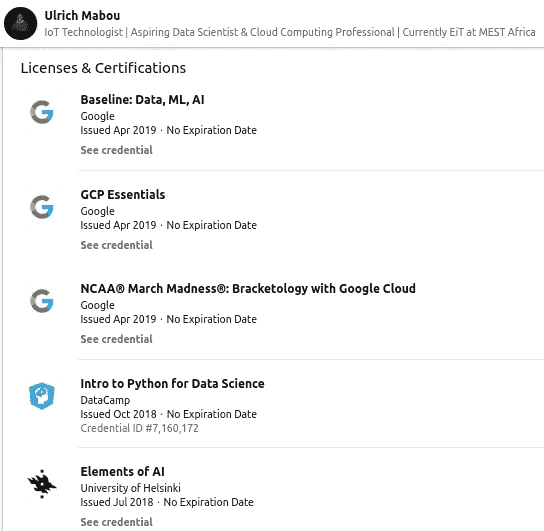 Ulrich Mabou
IoT Technologist | Aspiring Data Scientist & Cloud Computing Professional | Currently EiT at MEST Africa
Licenses & Certifications
Baseline: Data, ML, AI
Google
Issued Apr 2019 · No Expiration Date
See credential
GCP Essentials
Google
Issued Apr 2019 · No Expiration Date
See credential
NCAA® March Madness®: Bracketology with Google Cloud
Google
Issued Apr 2019 · No Expiration Date
See credential
Intro to Python for Data Science
DataCamp
Issued Oct 2018 · No Expiration Date
Credential ID #7,160,172
Elements of AI
University of Helsinki
Issued Jul 2018 · No Expiration Date
See credential